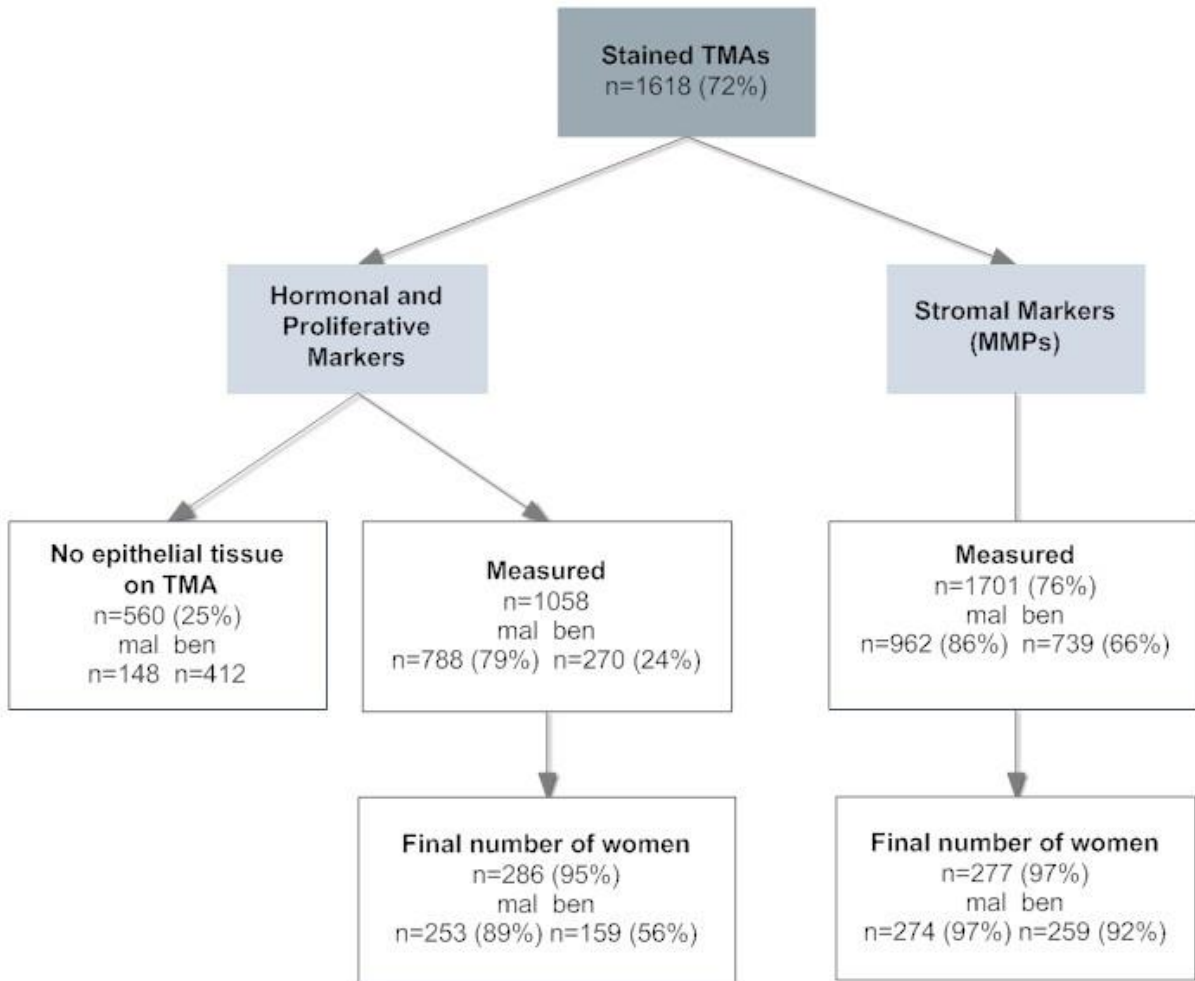 Stained TMAs
n=1618 (72%)
Hormonal and
Proliferative
Markers
Stromal Markers
(MMPs)
No epithelial tissue
on TMA
n=560 (25%)
mal ben
n=148 n=412
Measured
n=1058
mal ben
n=788 (79%) n=270 (24%)
Measured
n=1701 (76%)
mal ben
n=962 (86%) n=739 (66%)
Final number of women
n=286 (95%)
mal ben
n=253 (89%) n=159 (56%)
Final number of women
n=277 (97%)
mal ben
n=274 (97%) n=259 (92%)